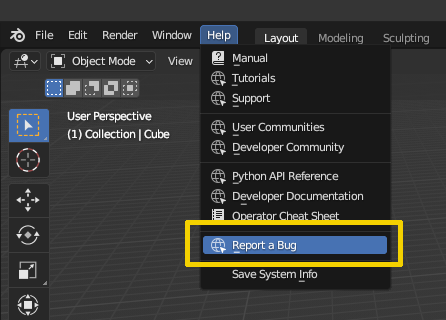 File Edit Render Window Help Layout Modeling Sculpting
Object Mode View
User Perspective
(1) Collection | Cube
Manual
Tutorials
Support
User Communities
Developer Community
Python API Reference
Developer Documentation
Operator Cheat Sheet
Report a Bug
Save System Info